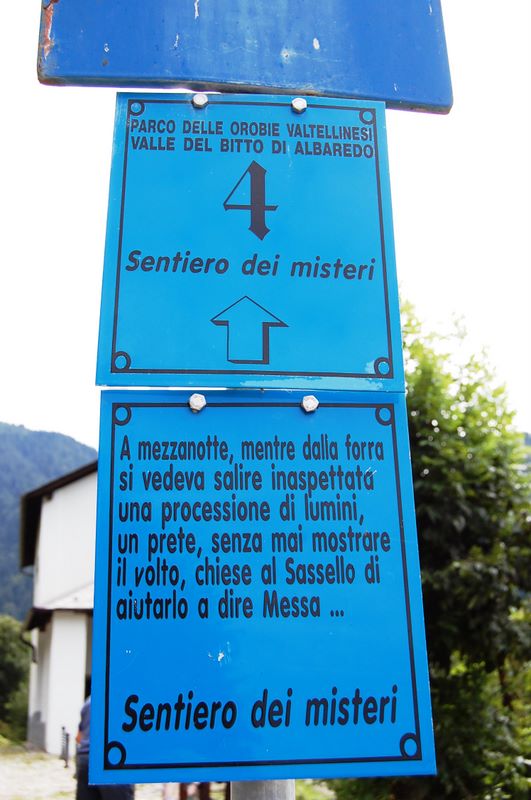 PARCO DELLE OROBIE VALTELLINESI
VALLE DEL BITTO DI ALBAREDO
4
Sentiero dei misteri
A mezzanotte, mentre dalla forra
si vedeva salire inaspettata
una processione di lumini,
un prete, senza mai mostrare
il volto, chiese al Sassello di
aiutarlo a dire Messa ...
Sentiero dei misteri